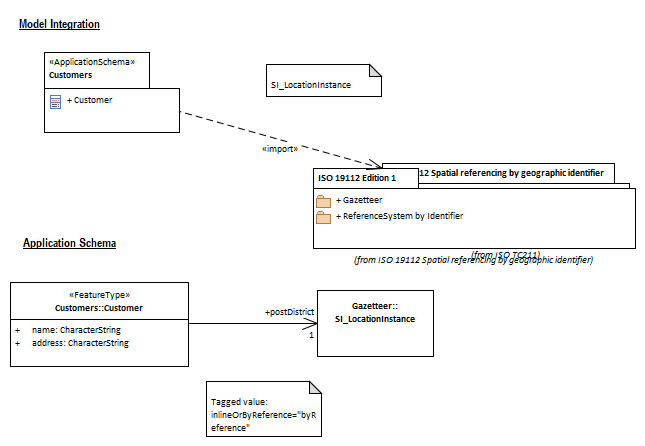 Model Integration
«ApplicationSchema»
Customers
+ Customer
SI_LocationInstance
«import»
12 Spatial referencing by geographic identifier
ISO 19112 Edition 1
+ Gazetteer
+ ReferenceSystem by Identifier
(from ISO TC211)
(from ISO 19112 Spatial referencing by geographic identifier)
Application Schema
«FeatureType»
Customers::Customer
+ name: CharacterString
+ address: CharacterString
+postDistrict
1
Gazetteer::
SI_LocationInstance
Tagged value:
inlineOrByReference="byR
eference"